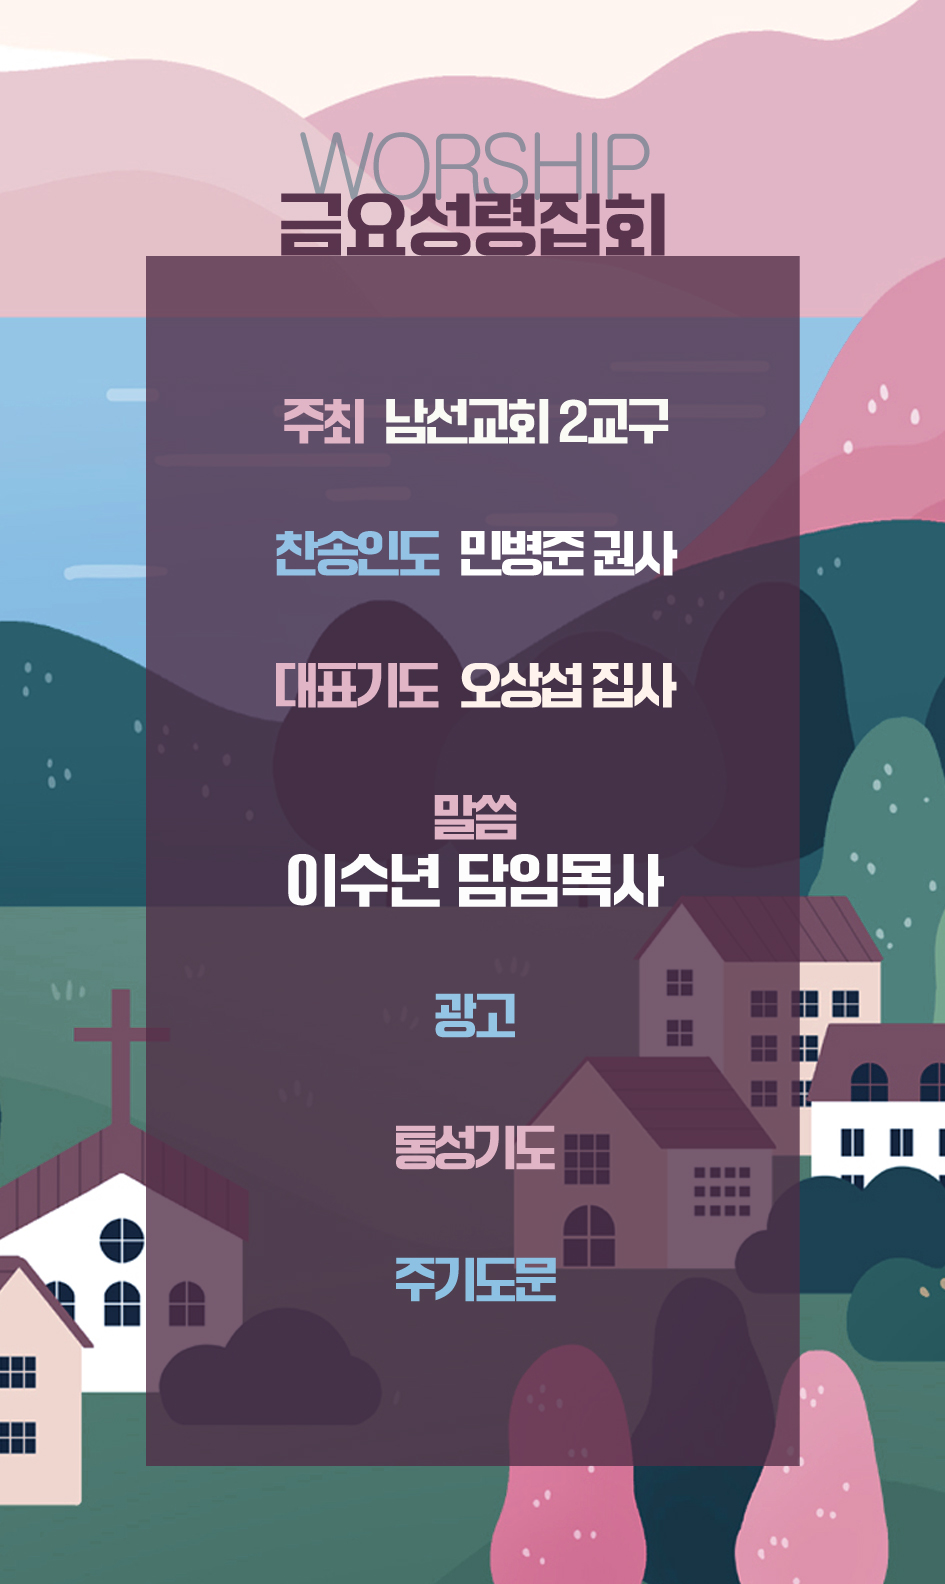 WORSHIP
금요성령집회
주최 남선교회 2교구
찬송인도 민병준 권사
대표기도 오상섭 집사
말씀
이수년 담임목사
광고
통성기도
주기도문